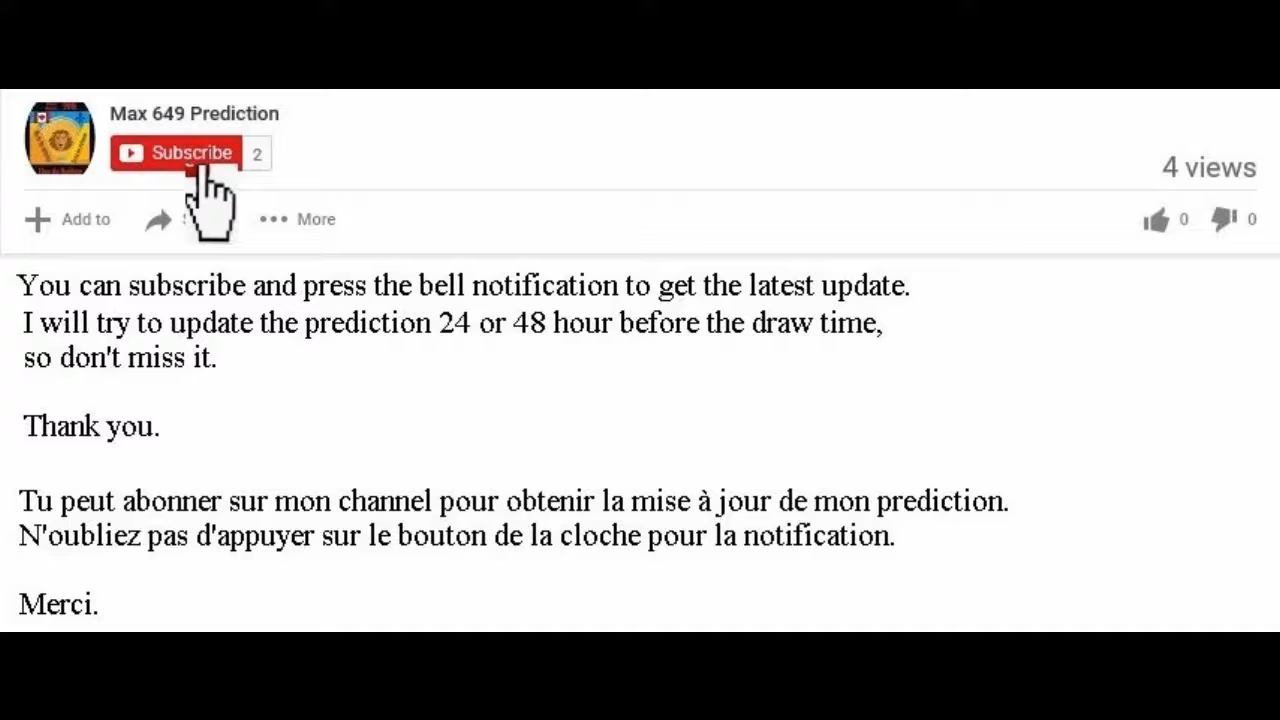 Max 649 Prediction
Subscribe 2
4 views
Add to
More
0 0
You can subscribe and press the bell notification to get the latest update.
I will try to update the prediction 24 or 48 hour before the draw time,
so don't miss it.
Thank you.
Tu peut abonner sur mon channel pour obtenir la mise à jour de mon prediction.
N'oubliez pas d'appuyer sur le bouton de la cloche pour la notification.
Merci.